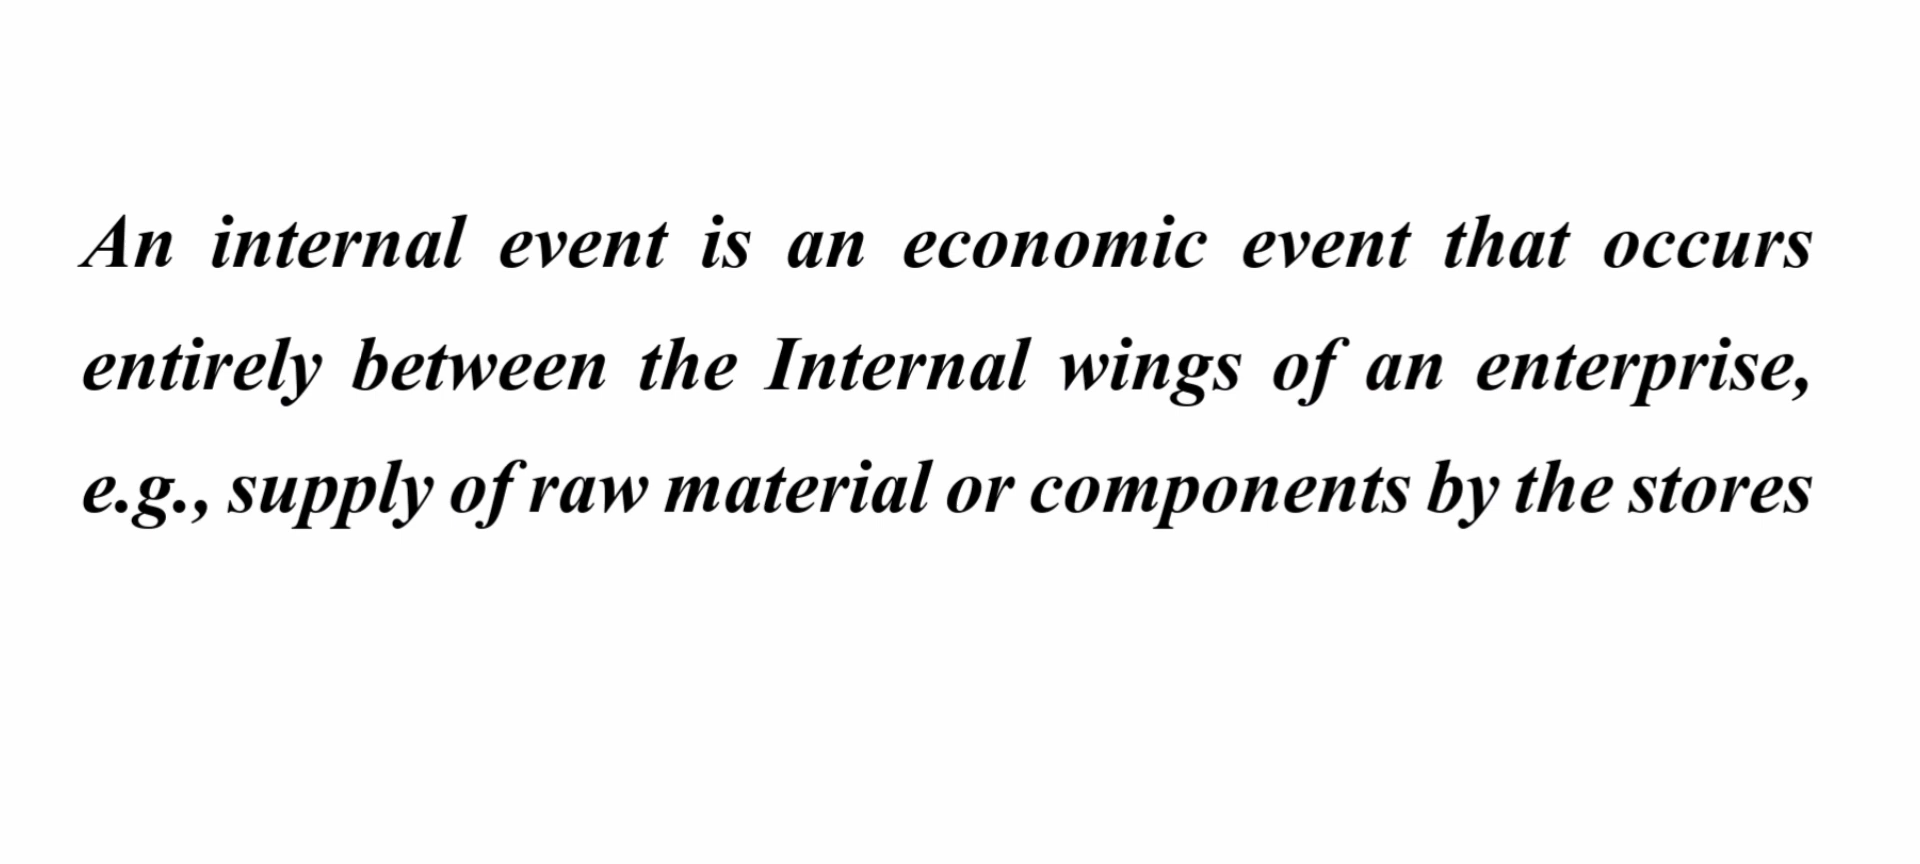 An internal event is an economic event that occurs
entirely between the Internal wings of an enterprise,
e.g., supply of raw material or components by the stores